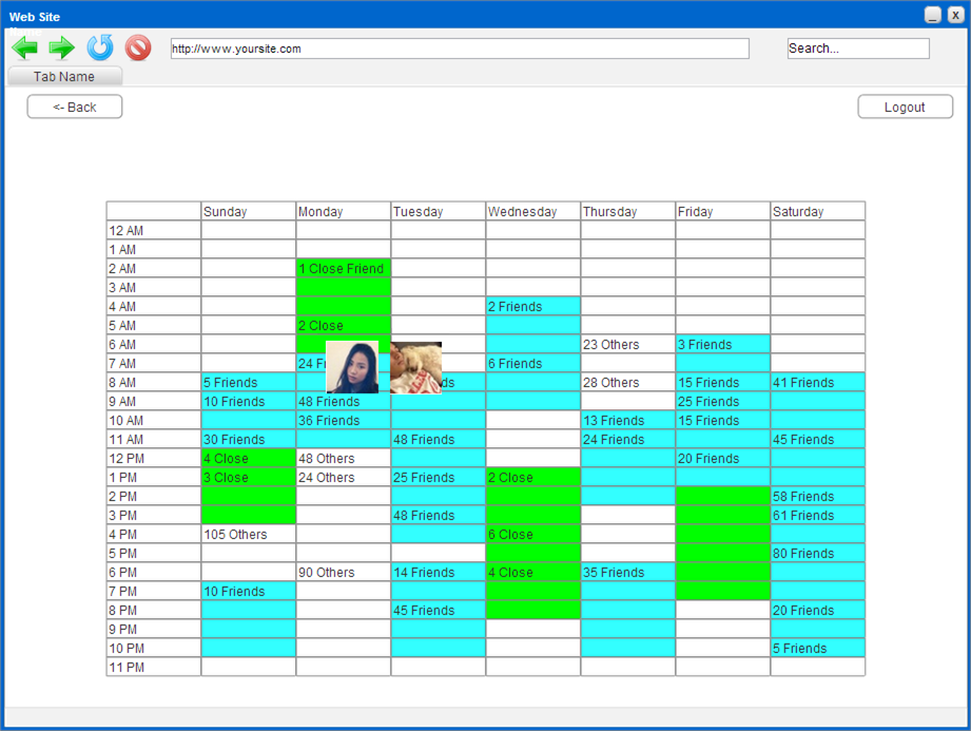 Web Site
http://www.yoursite.com Search...
Tab Name
<- Back Logout
Sunday Monday Tuesday Wednesday Thursday Friday Saturday
12 AM
1 AM
2 AM 1 Close Friend
3 AM
4 AM 2 Friends
5 AM 2 Close
6 AM 23 Others 3 Friends
7 AM 24 6 Friends
8 AM 5 Friends 28 Others 15 Friends 41 Friends
9 AM 10 Friends 48 Friends 25 Friends
10 AM 36 Friends 13 Friends 15 Friends
11 AM 30 Friends 48 Friends 24 Friends 45 Friends
12 PM 4 Close 48 Others 20 Friends
1 PM 3 Close 24 Others 25 Friends 2 Close
2 PM 58 Friends
3 PM 48 Friends 61 Friends
4 PM 105 Others 6 Close
5 PM 80 Friends
6 PM 90 Others 14 Friends 4 Close 35 Friends
7 PM 10 Friends
8 PM 45 Friends 20 Friends
9 PM
10 PM 5 Friends
11 PM